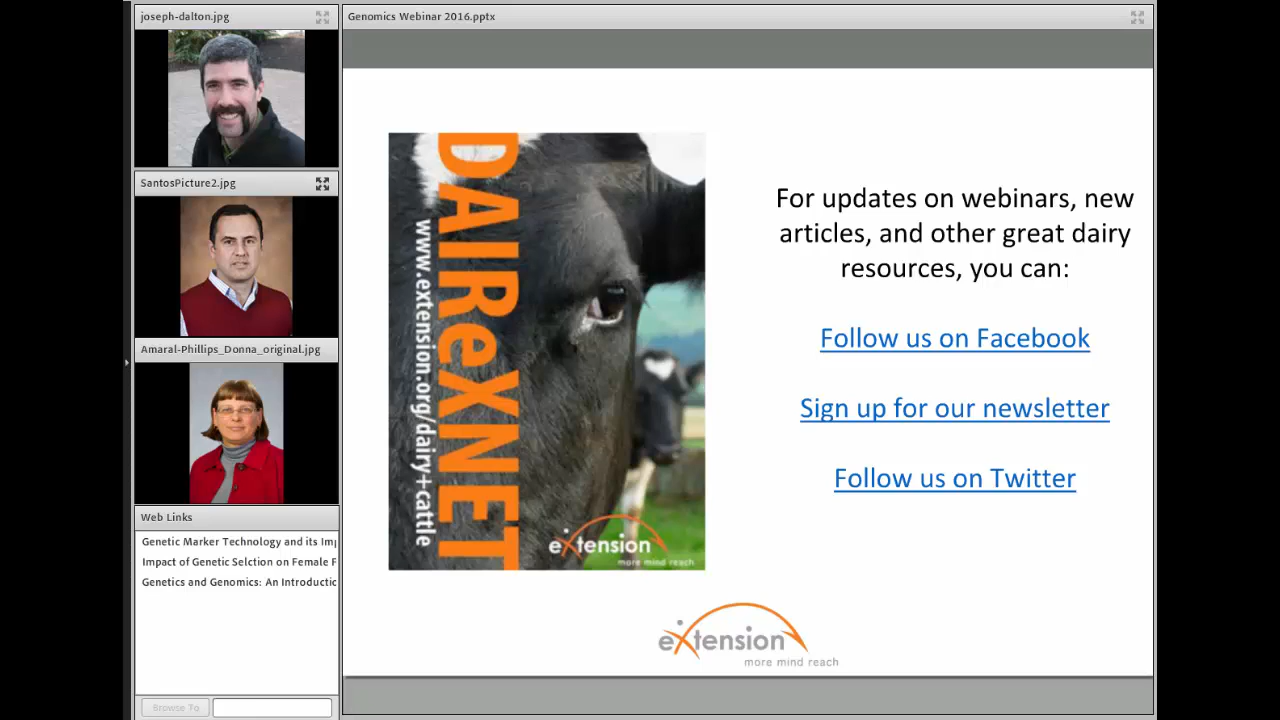 joseph-dalton.jpg
SantosPicture2.jpg
Amaral-Phillips_Donna_original.jpg
Web Links
Genetic Marker Technology and its Imp
Impact of Genetic Selction on Female F
Genetics and Genomics: An Introductic
Browse To
Genomics Webinar 2016.pptx
DAIReXNET
www.extension.org/dairy+cattle
eXtension
more mind reach
For updates on webinars, new
articles, and other great dairy
resources, you can:
Follow us on Facebook
Sign up for our newsletter
Follow us on Twitter
eXtension
more mind reach